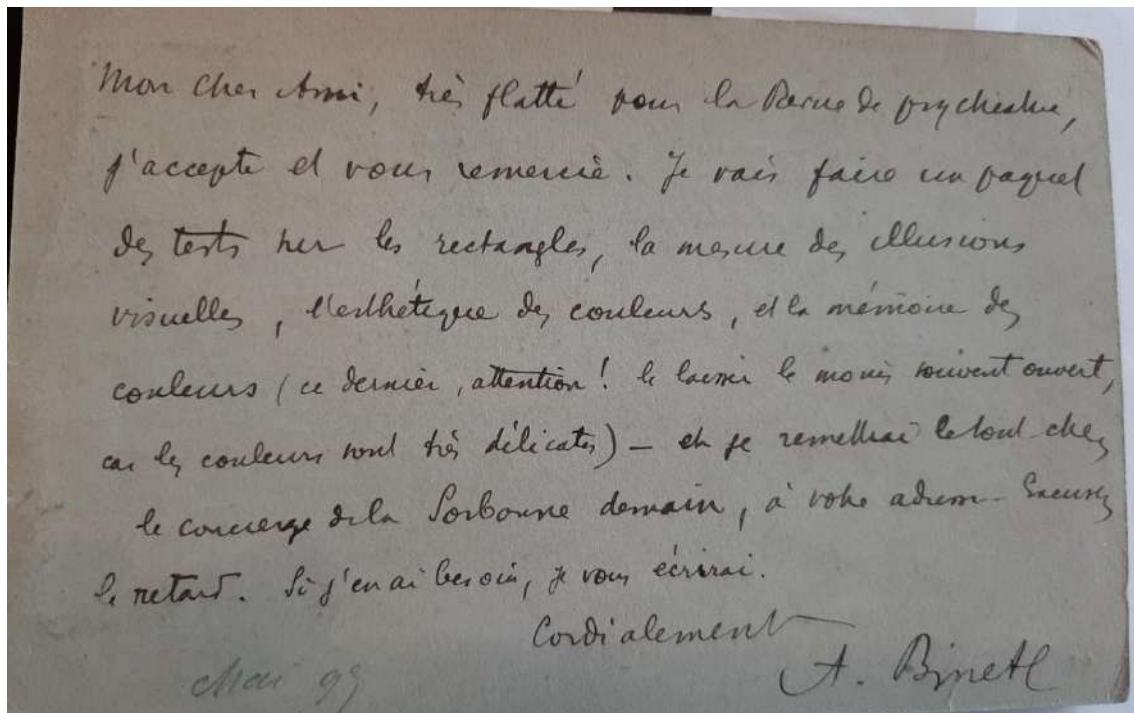 Mon cher Ami, très flatté pour la Revue de psychiatrie,
j'accepte et vous remercie. Je vais faire un paquet
des tests sur les rectangles, la mesure des illusions
visuelles, l'esthétique des couleurs, et la mémoire des
couleurs (ce dernier, attention ! le laisser le moins souvent ouvert,
car les couleurs sont très délicates) — et je remettrai le tout chez
le concierge de la Sorbonne demain, à votre adresse. Excusez
le retard. Si j'en ai besoin, je vous écrirai.
Cordialement
A. Binet
Mai 99